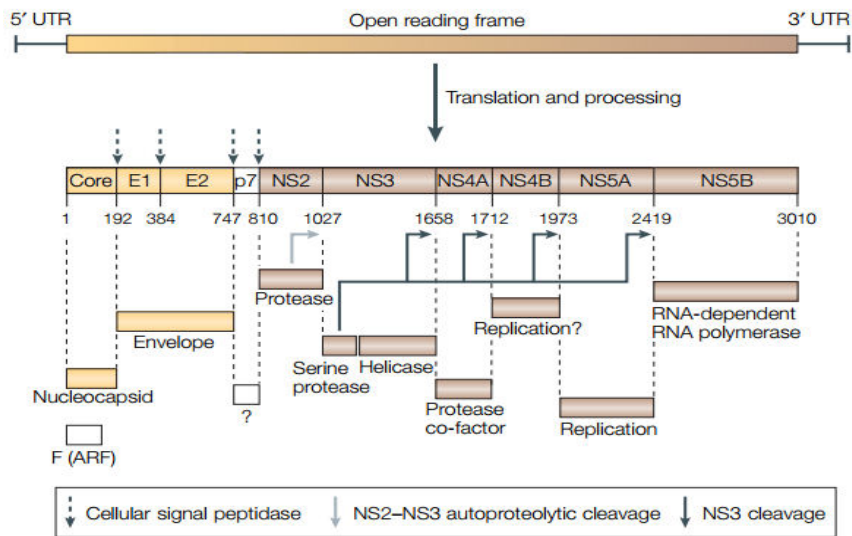 5′ UTR Open reading frame 3′ UTR
Translation and processing
Core E1 E2 p7 NS2 NS3 NS4A NS4B NS5A NS5B
1 192 384 747 810 1027 1658 1712 1973 2419 3010
Protease
RNA-dependent
RNA polymerase
Replication?
Envelope
Serine
protease
Helicase
Nucleocapsid
?
Protease
co-factor
Replication
F (ARF)
Cellular signal peptidase NS2–NS3 autoproteolytic cleavage NS3 cleavage